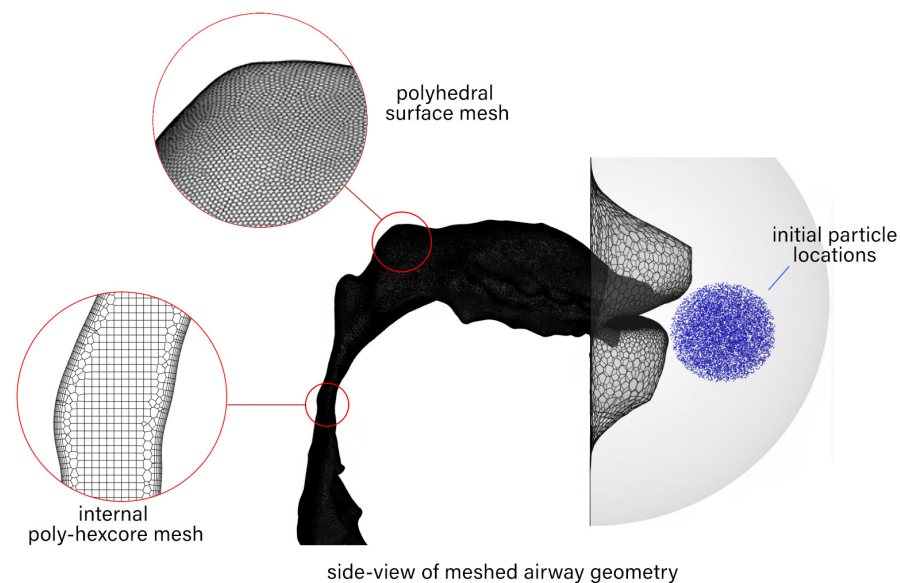 polyhedral
surface mesh
initial particle
locations
internal
poly-hexcore mesh
side-view of meshed airway geometry